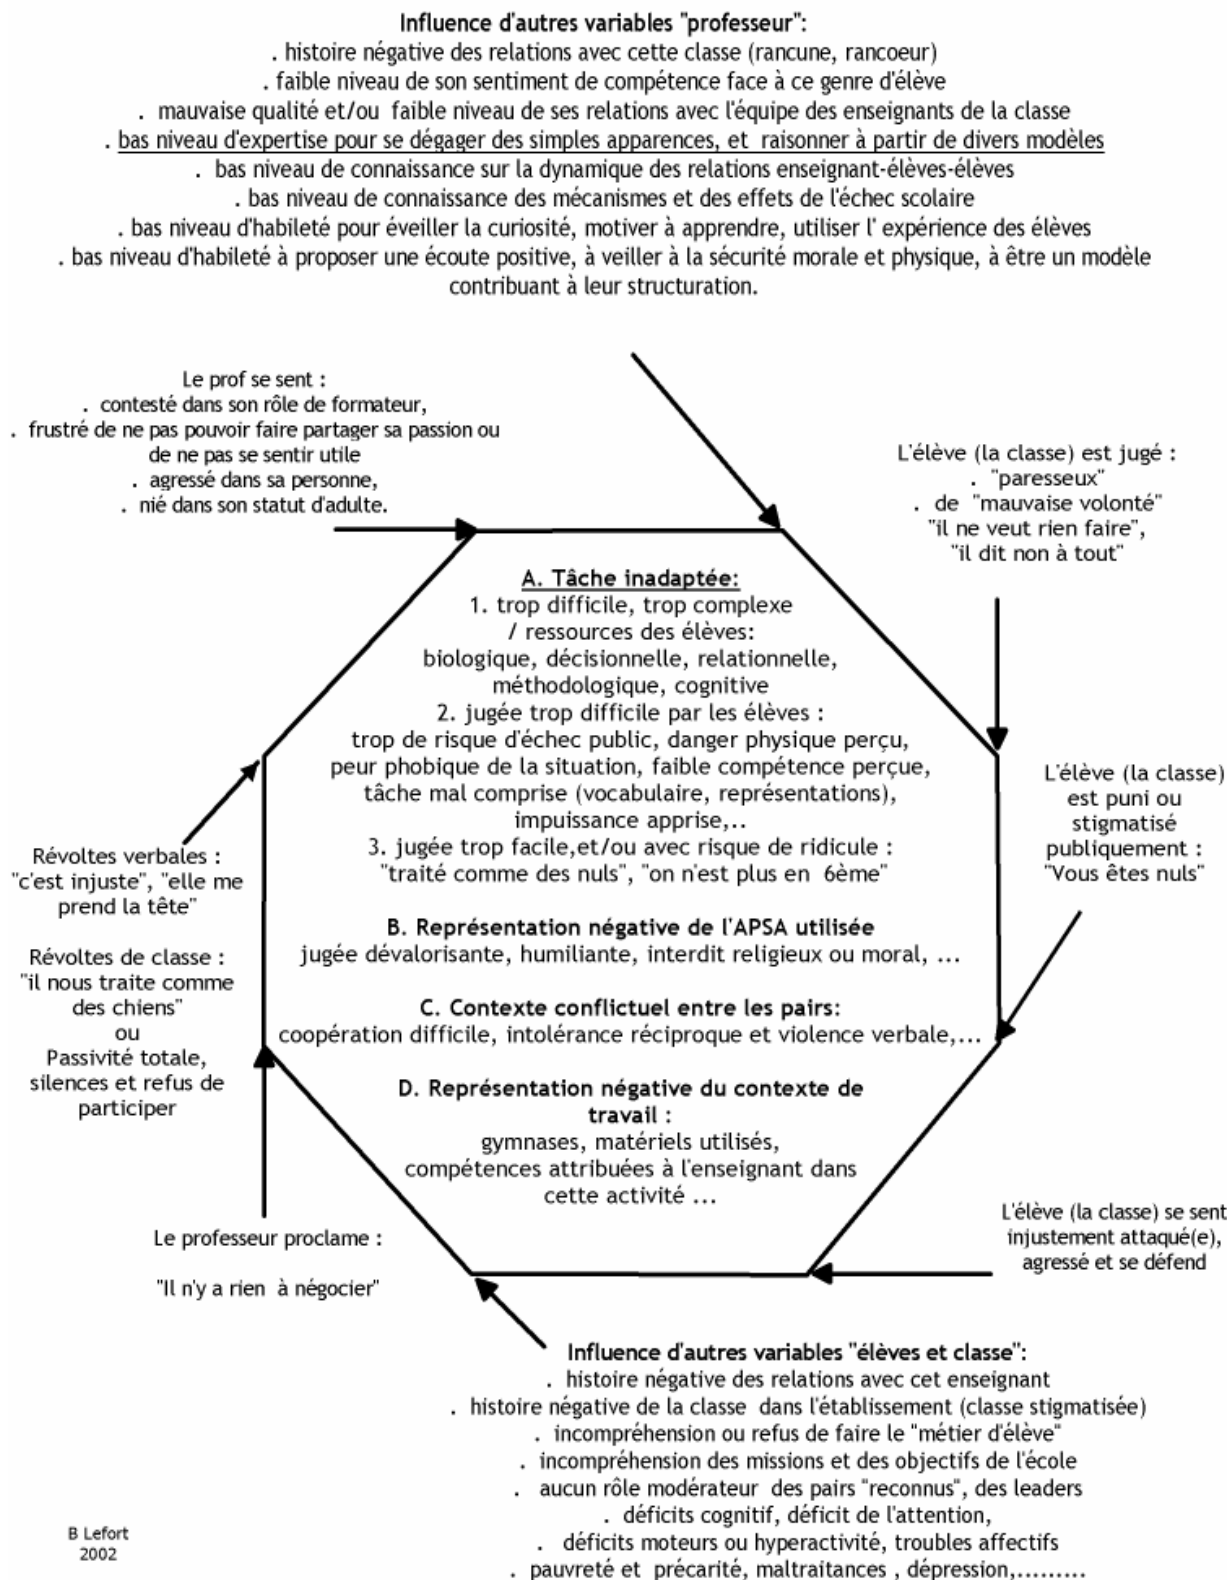 Influence d'autres variables "professeur":
. histoire négative des relations avec cette classe (rancune, rancoeur)
. faible niveau de son sentiment de compétence face à ce genre d'élève
. mauvaise qualité et/ou faible niveau de ses relations avec l'équipe des enseignants de la classe
. bas niveau d'expertise pour se dégager des simples apparences, et raisonner à partir de divers modèles
. bas niveau de connaissance sur la dynamique des relations enseignant-élèves-élèves
. bas niveau de connaissance des mécanismes et des effets de l'échec scolaire
. bas niveau d'habileté pour éveiller la curiosité, motiver à apprendre, utiliser l' expérience des élèves
. bas niveau d'habileté à proposer une écoute positive, à veiller à la sécurité morale et physique, à être un modèle
contribuant à leur structuration.
Le prof se sent :
. contesté dans son rôle de formateur,
. frustré de ne pas pouvoir faire partager sa passion ou
de ne pas se sentir utile
. agressé dans sa personne,
. nié dans son statut d'adulte.
L'élève (la classe) est jugé :
. "paresseux"
. de "mauvaise volonté"
"il ne veut rien faire",
"il dit non à tout"
A. Tâche inadaptée:
1. trop difficile, trop complexe
/ ressources des élèves:
biologique, décisionnelle, relationnelle,
méthodologique, cognitive
2. jugée trop difficile par les élèves :
trop de risque d'échec public, danger physique perçu,
peur phobique de la situation, faible compétence perçue,
tâche mal comprise (vocabulaire, représentations),
impuissance apprise,..
3. jugée trop facile,et/ou avec risque de ridicule :
"traité comme des nuls", "on n'est plus en 6ème"
B. Représentation négative de l'APSA utilisée
jugée dévalorisante, humiliante, interdit religieux ou moral, ...
C. Contexte conflictuel entre les pairs:
coopération difficile, intolérance réciproque et violence verbale,...
D. Représentation négative du contexte de
travail :
gymnases, matériels utilisés,
compétences attribuées à l'enseignant dans
cette activité ...
L'élève (la classe)
est puni ou
stigmatisé
publiquement :
"Vous êtes nuls"
Révoltes verbales :
"c'est injuste", "elle me
prend la tête"
Révoltes de classe :
"il nous traite comme
des chiens"
ou
Passivité totale,
silences et refus de
participer
Le professeur proclame :
"Il n'y a rien à négocier"
L'élève (la classe) se sent
injustement attaqué(e),
agressé et se défend
Influence d'autres variables "élèves et classe":
. histoire négative des relations avec cet enseignant
. histoire négative de la classe dans l'établissement (classe stigmatisée)
. incompréhension ou refus de faire le "métier d'élève"
. incompréhension des missions et des objectifs de l'école
. aucun rôle modérateur des pairs "reconnus", des leaders
. déficits cognitif, déficit de l'attention,
. déficits moteurs ou hyperactivité, troubles affectifs
. pauvreté et précarité, maltraitances , dépression,.........
B Lefort
2002